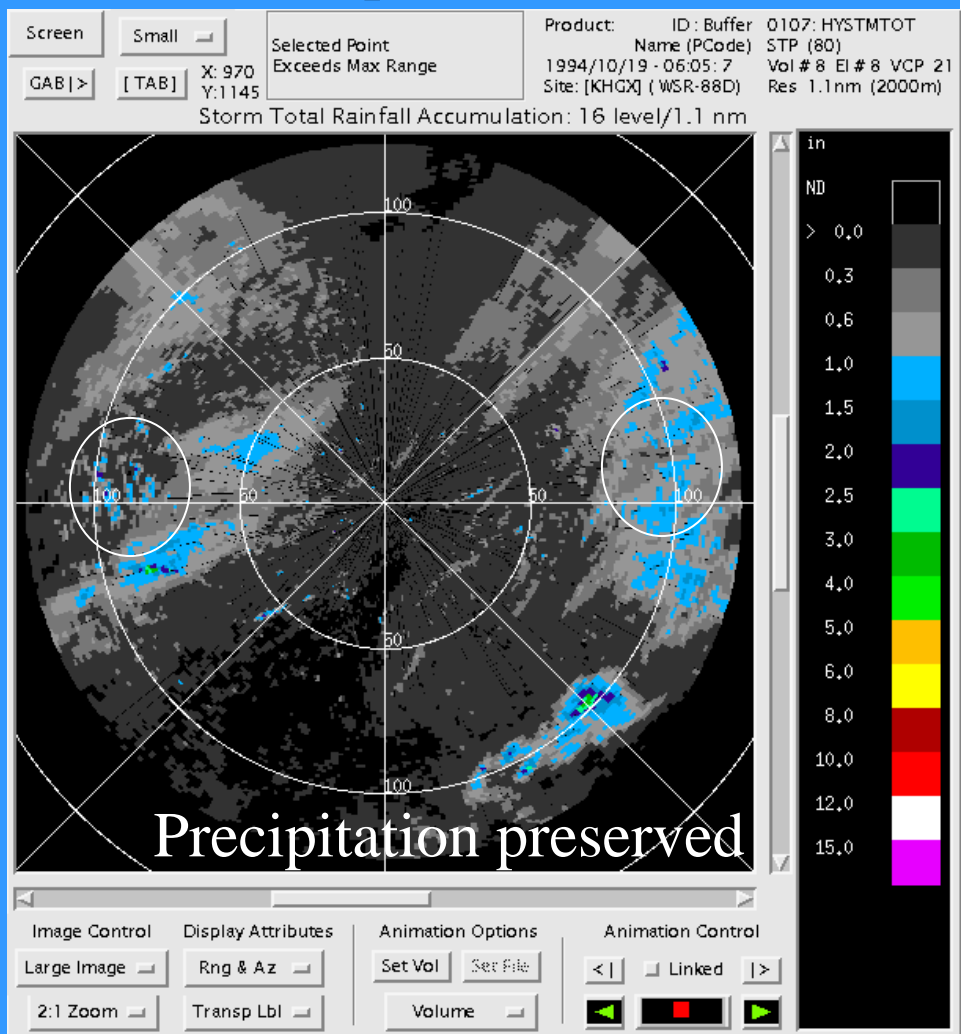 Screen
Small
GAB|>
[TAB]
X: 970
Y:1145
Selected Point
Exceeds Max Range
Product: ID : Buffer 0107: HYSTMTOT
Name (PCode) STP (80)
1994/10/19 - 06:05: 7 Vol # 8 El # 8 VCP 21
Site: [KHGX] ( WSR-88D) Res 1.1nm (2000m)
Storm Total Rainfall Accumulation: 16 level/1.1 nm
100
50
100 50 50 100
50
100
Precipitation preserved
in
ND
> 0.0
0.3
0.6
1.0
1.5
2.0
2.5
3.0
4.0
5.0
6.0
8.0
10.0
12.0
15.0
Image Control
Large Image
2:1 Zoom
Display Attributes
Rng & Az
Transp Lbl
Animation Options
Set Vol Set File
Volume
Animation Control
<| Linked |>